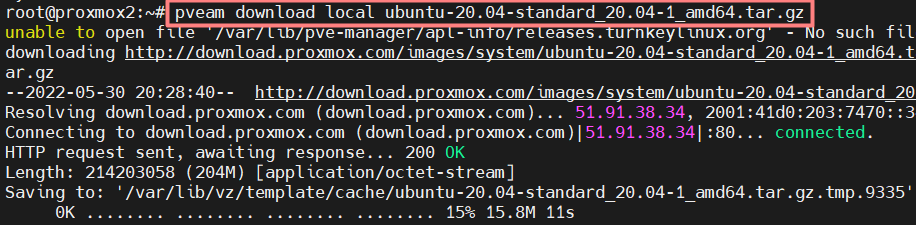 root@proxmox2:~# pveam download local ubuntu-20.04-standard_20.04-1_amd64.tar.gz
unable to open file '/var/lib/pve-manager/apl-info/releases.turnkeylinux.org' - No such fil
downloading http://download.proxmox.com/images/system/ubuntu-20.04-standard_20.04-1_amd64.t
ar.gz
--2022-05-30 20:28:40--  http://download.proxmox.com/images/system/ubuntu-20.04-standard_20
Resolving download.proxmox.com (download.proxmox.com)... 51.91.38.34, 2001:41d0:203:7470::3
Connecting to download.proxmox.com (download.proxmox.com)|51.91.38.34|:80... connected.
HTTP request sent, awaiting response... 200 OK
Length: 214203058 (204M) [application/octet-stream]
Saving to: '/var/lib/vz/template/cache/ubuntu-20.04-standard_20.04-1_amd64.tar.gz.tmp.9335'
     0K ........ ........ ........ ........ 15% 15.8M 11s